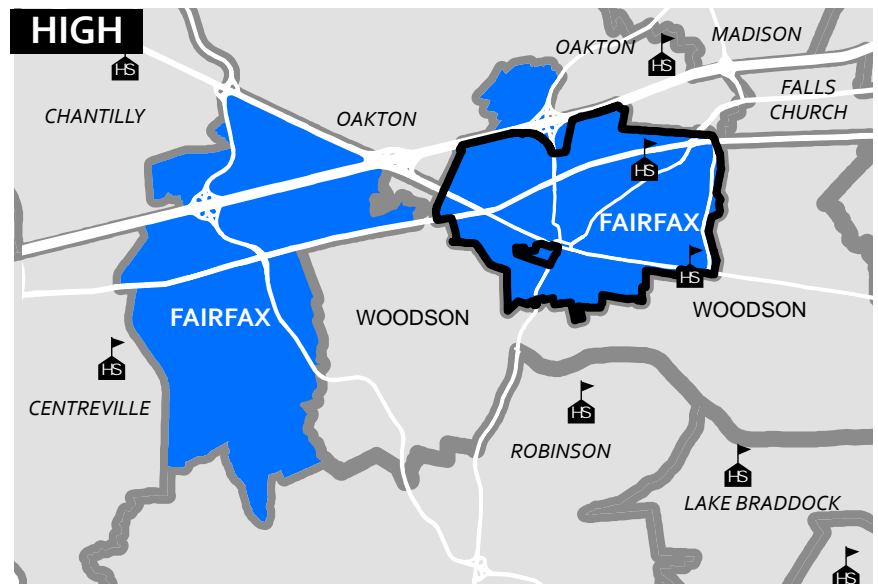 HIGH
OAKTON
MADISON
HS
HS
CHANTILLY
OAKTON
FALLS
CHURCH
HS
FAIRFAX
HS
FAIRFAX
WOODSON
WOODSON
HS
CENTREVILLE
HS
ROBINSON
HS
LAKE BRADDOCK
HS